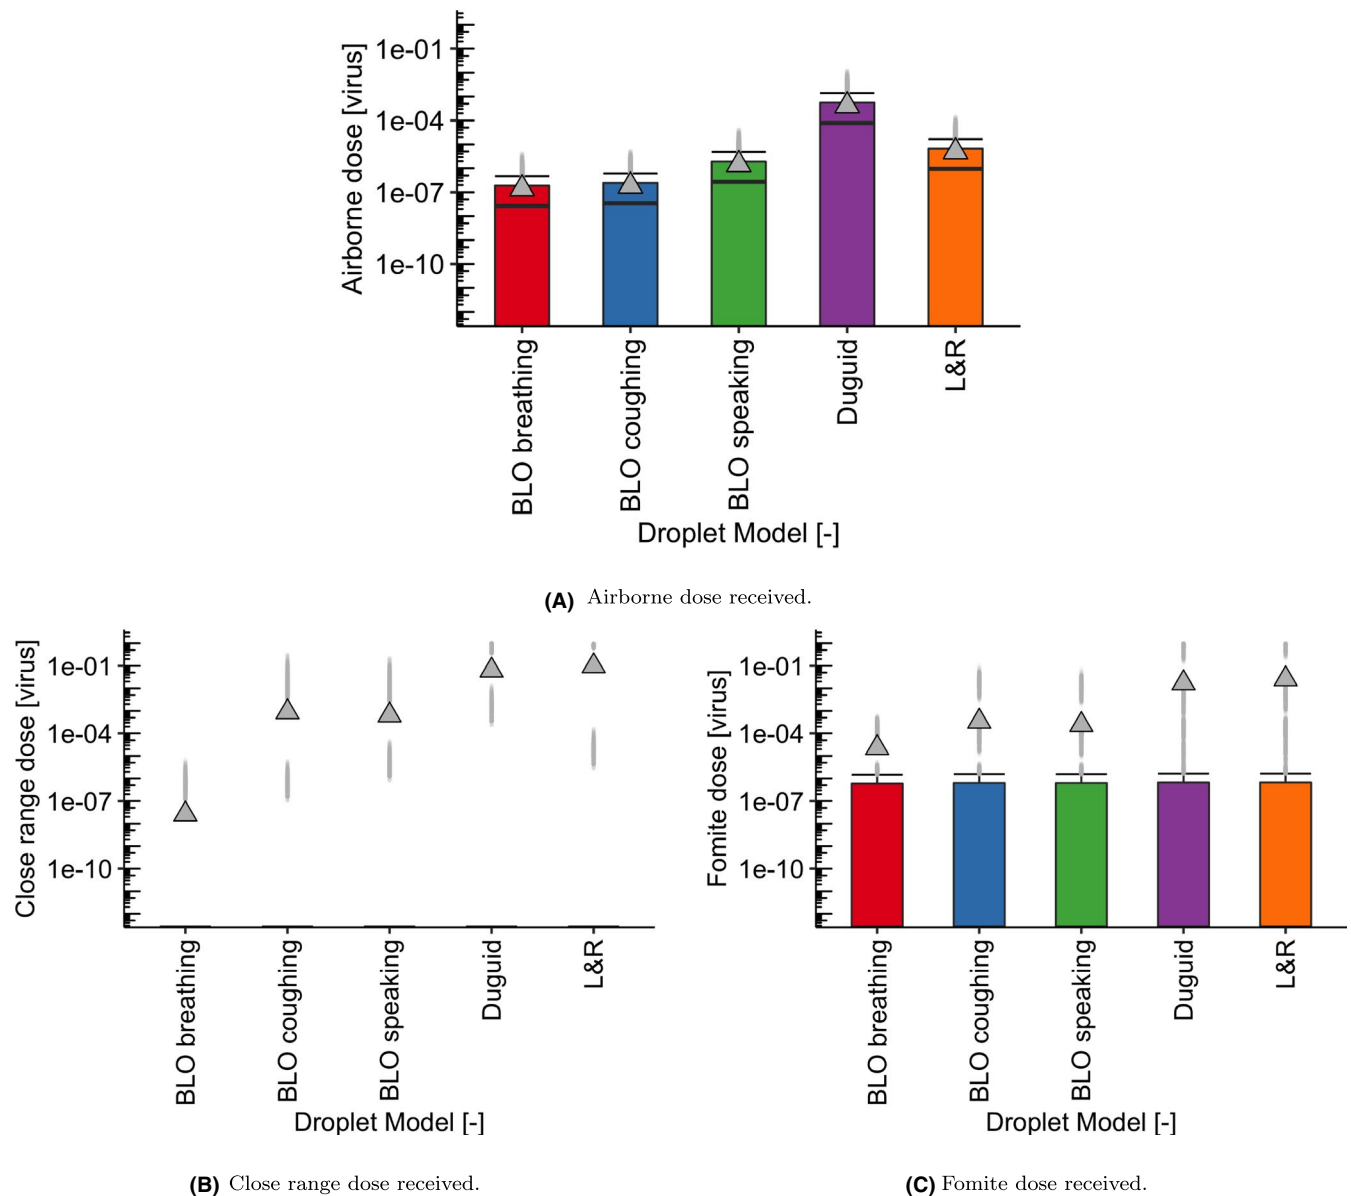 Airborne dose [virus]
1e-01
1e-04
1e-07
1e-10
BLO breathing
BLO coughing
BLO speaking
Duguid
L&R
Droplet Model [-]
(A) Airborne dose received.
Close range dose [virus]
1e-01
1e-04
1e-07
1e-10
BLO breathing
BLO coughing
BLO speaking
Duguid
L&R
Droplet Model [-]
(B) Close range dose received.
Fomite dose [virus]
1e-01
1e-04
1e-07
1e-10
BLO breathing
BLO coughing
BLO speaking
Duguid
L&R
Droplet Model [-]
(C) Fomite dose received.